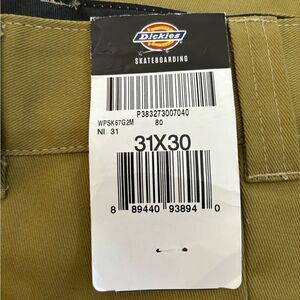 Dickies
SKATEBOARDING
P383273007040
WPSK67G2M 80
NI 31
31X30
8 89440 93894 0